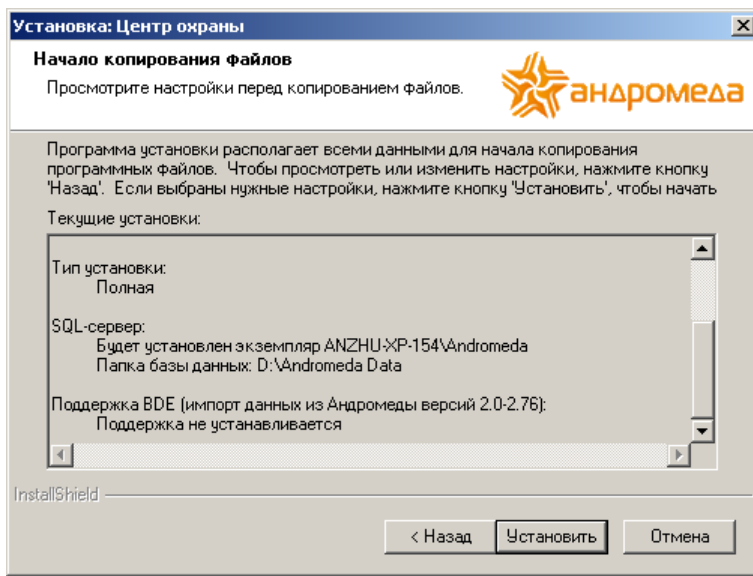 Установка: Центр охраны
Начало копирования файлов
Просмотрите настройки перед копированием файлов.
андромеда
Программа установки располагает всеми данными для начала копирования
программных файлов. Чтобы просмотреть или изменить настройки, нажмите кнопку
'Назад'. Если выбраны нужные настройки, нажмите кнопку 'Установить', чтобы начать
Текущие установки:
Тип установки:
Полная
SQL-сервер:
Будет установлен экземпляр ANZHU-XP-154\Andromeda
Папка базы данных: D:\Andromeda Data
Поддержка BDE (импорт данных из Андромеды версий 2.0-2.76):
Поддержка не устанавливается
InstallShield
< Назад
Установить
Отмена